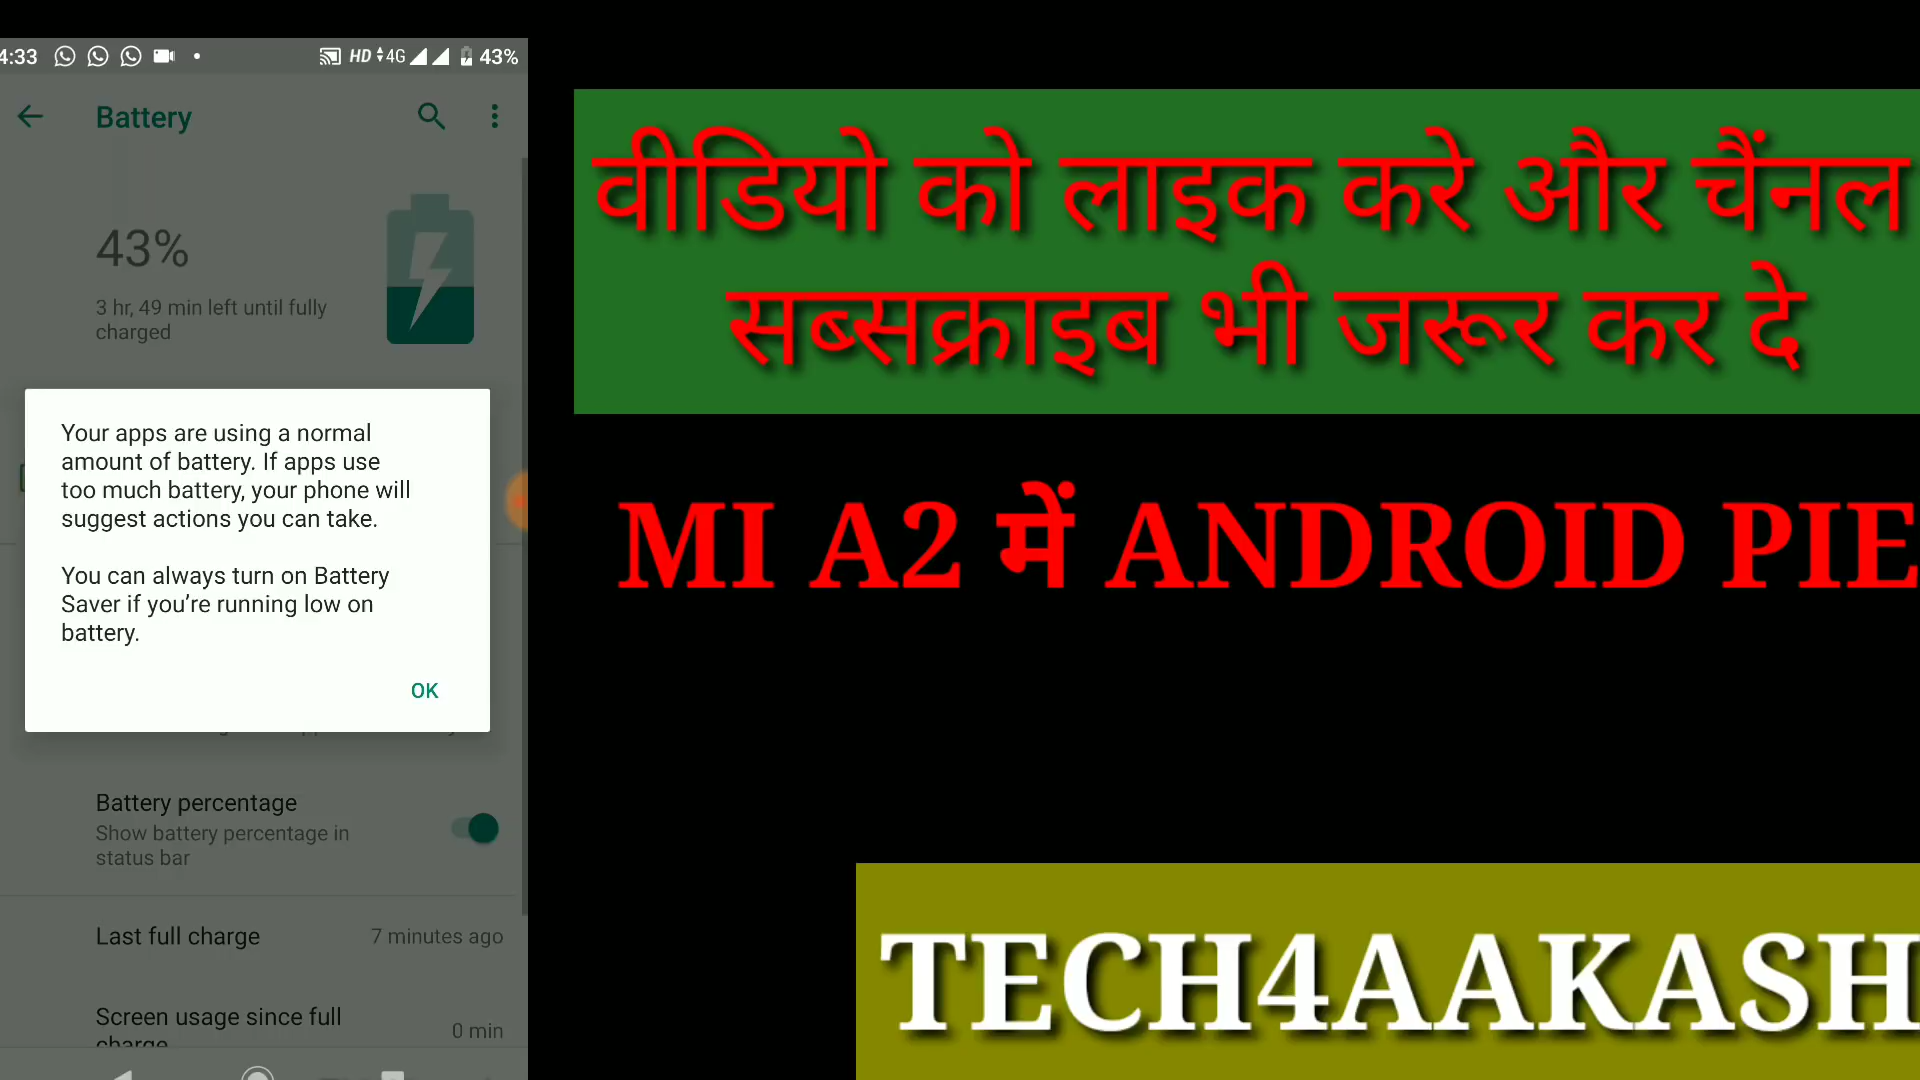 4:33 HD 4G 43%
Battery
43%
3 hr, 49 min left until fully
charged
Your apps are using a normal
amount of battery. If apps use
too much battery, your phone will
suggest actions you can take.
You can always turn on Battery
Saver if you’re running low on
battery.
OK
Battery percentage
Show battery percentage in
status bar
Last full charge 7 minutes ago
Screen usage since full
charge
0 min
वीडियो को लाइक करे और चैंनल
सब्सक्राइब भी जरूर कर दे
MI A2 में ANDROID PIE
TECH4AAKASH